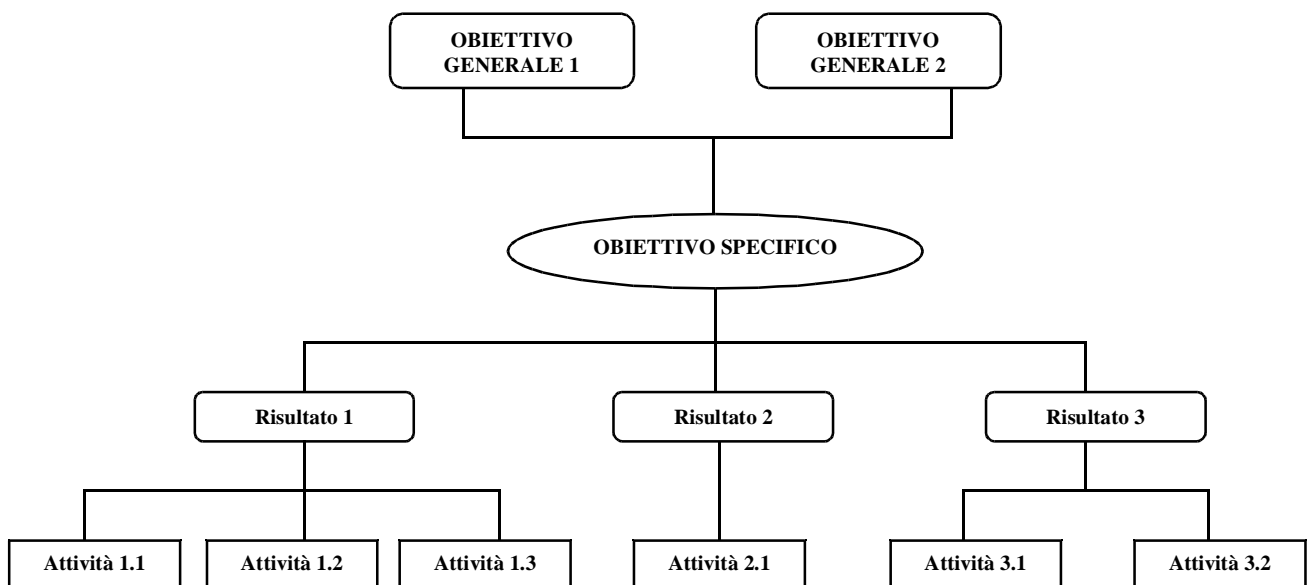 OBIETTIVO
GENERALE 1
OBIETTIVO
GENERALE 2
OBIETTIVO SPECIFICO
Risultato 1
Risultato 2
Risultato 3
Attività 1.1
Attività 1.2
Attività 1.3
Attività 2.1
Attività 3.1
Attività 3.2